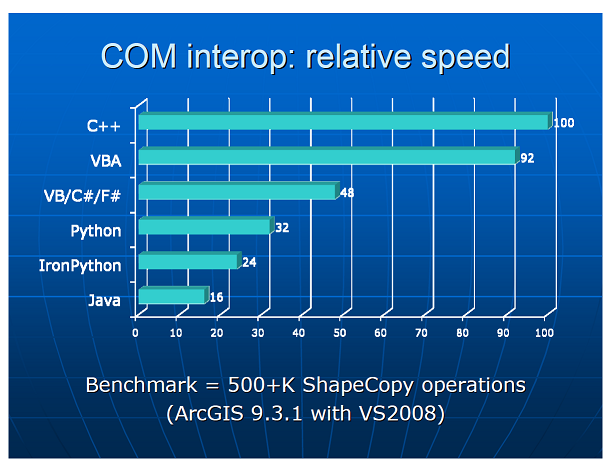 COM interop: relative speed
C++ 100
VBA 92
VB/C#/F# 48
Python 32
IronPython 24
Java 16
0 10 20 30 40 50 60 70 80 90 100
Benchmark = 500+K ShapeCopy operations
(ArcGIS 9.3.1 with VS2008)